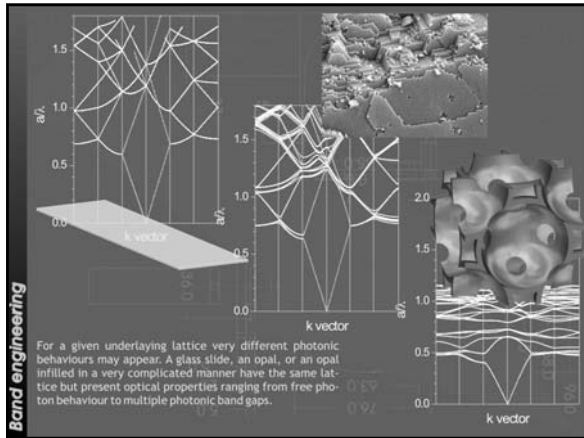 Band engineering
a/λ
1.5
1.0
0.5
0.0
k vector
a/λ
1.5
1.0
0.5
0.0
k vector
a/λ
2.0
1.5
1.0
0.5
0.0
k vector
For a given underlaying lattice very different photonic
behaviours may appear. A glass slide, an opal, or an opal
infilled in a very complicated manner have the same lat-
tice but present optical properties ranging from free pho-
ton behaviour to multiple photonic band gaps.